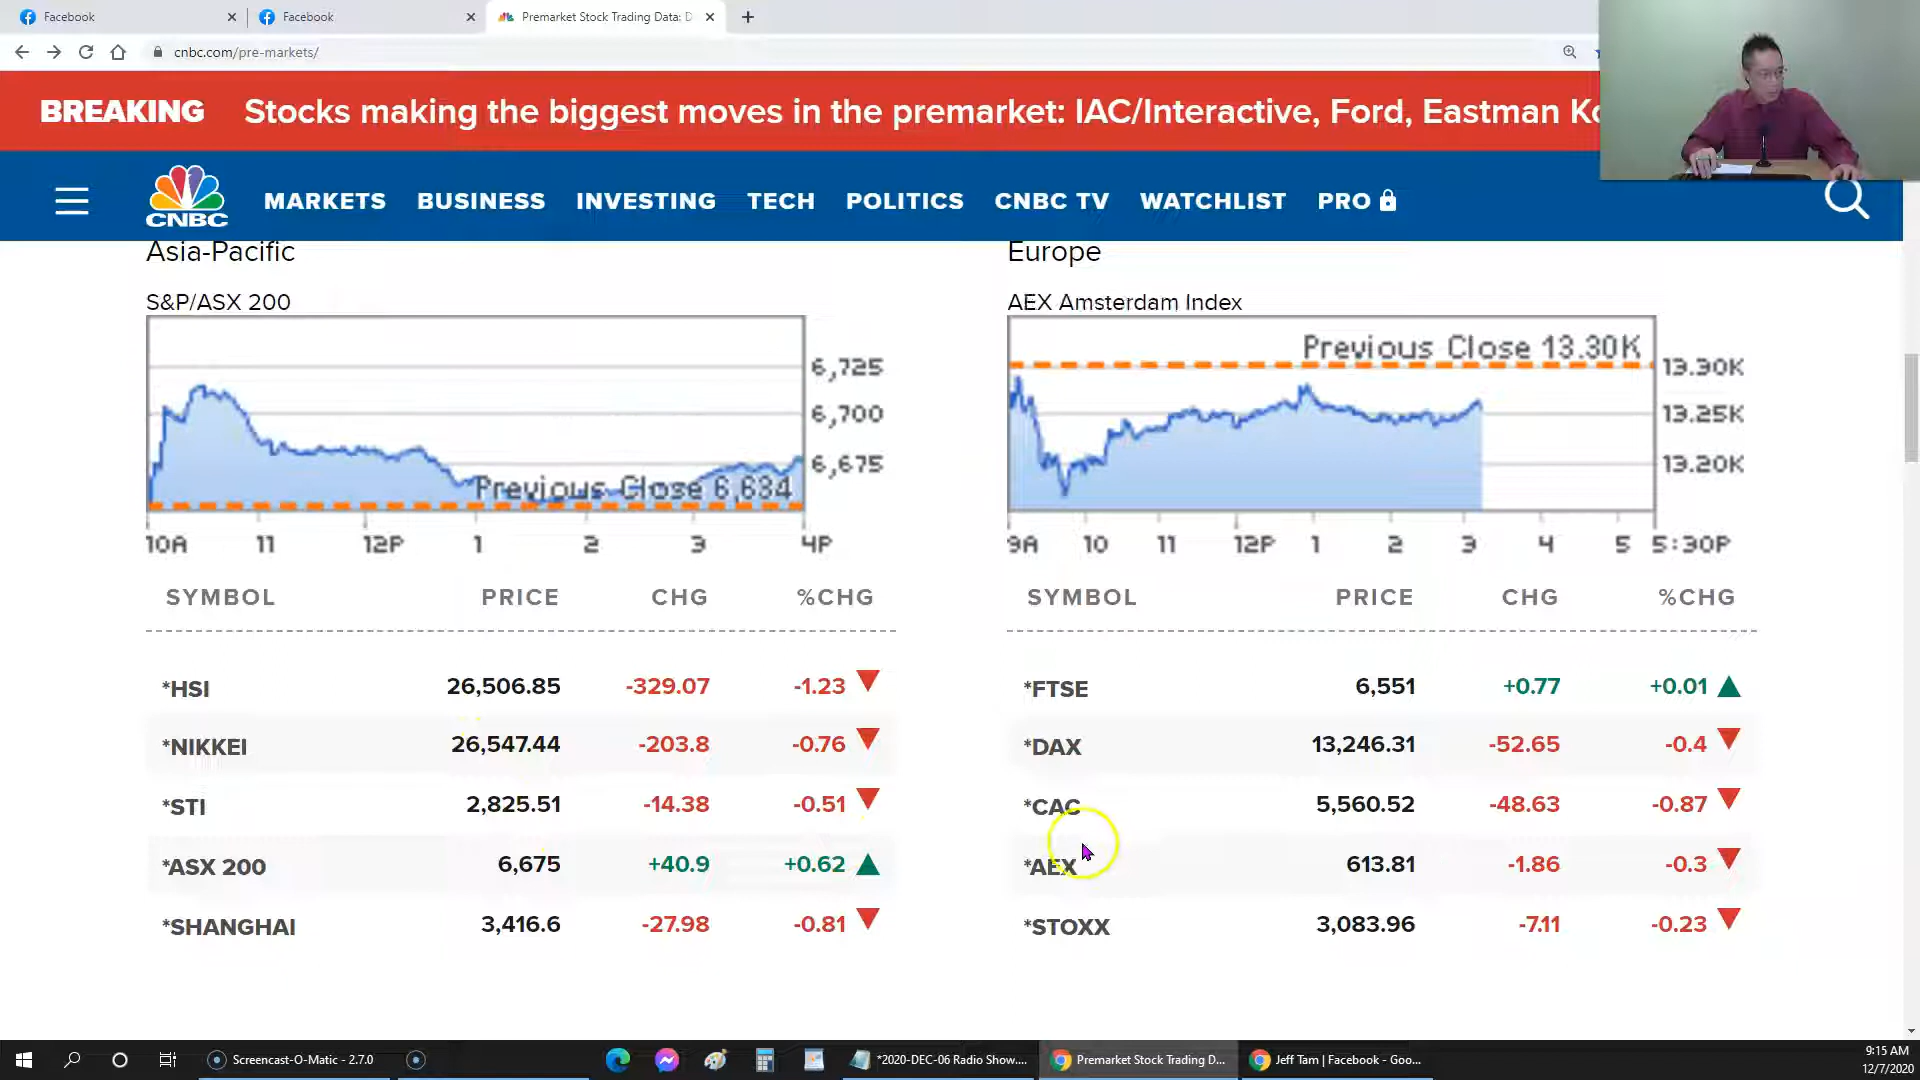 Facebook
Facebook
Premarket Stock Trading Data: D
cnbc.com/pre-markets/
BREAKING Stocks making the biggest moves in the premarket: IAC/Interactive, Ford, Eastman Ko
CNBC
MARKETS BUSINESS INVESTING TECH POLITICS CNBC TV WATCHLIST PRO
Asia-Pacific
S&P/ASX 200
6,725
6,700
6,675
Previous Close 6,634
10A 11 12P 1 2 3 4P
SYMBOL PRICE CHG %CHG
*HSI 26,506.85 -329.07 -1.23
*NIKKEI 26,547.44 -203.8 -0.76
*STI 2,825.51 -14.38 -0.51
*ASX 200 6,675 +40.9 +0.62
*SHANGHAI 3,416.6 -27.98 -0.81
Europe
AEX Amsterdam Index
Previous Close 13.30K
13.30K
13.25K
13.20K
9A 10 11 12P 1 2 3 4 5 5:30P
SYMBOL PRICE CHG %CHG
*FTSE 6,551 +0.77 +0.01
*DAX 13,246.31 -52.65 -0.4
*CAC 5,560.52 -48.63 -0.87
*AEX 613.81 -1.86 -0.3
*STOXX 3,083.96 -7.11 -0.23
Screencast-O-Matic - 2.7.0
*2020-DEC-06 Radio Show....
Premarket Stock Trading D...
Jeff Tam | Facebook - Goo...
9:15 AM
12/7/2020